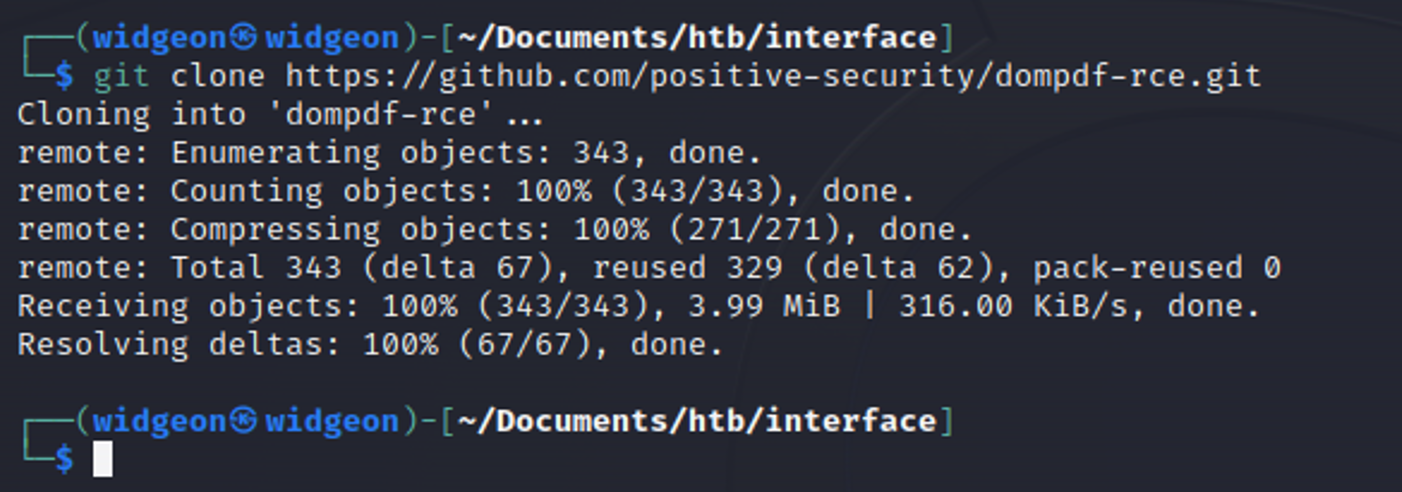 ┌──(widgeon㉿widgeon)-[~/Documents/htb/interface]
└─$ git clone https://github.com/positive-security/dompdf-rce.git
Cloning into 'dompdf-rce'...
remote: Enumerating objects: 343, done.
remote: Counting objects: 100% (343/343), done.
remote: Compressing objects: 100% (271/271), done.
remote: Total 343 (delta 67), reused 329 (delta 62), pack-reused 0
Receiving objects: 100% (343/343), 3.99 MiB | 316.00 KiB/s, done.
Resolving deltas: 100% (67/67), done.
┌──(widgeon㉿widgeon)-[~/Documents/htb/interface]
└─$